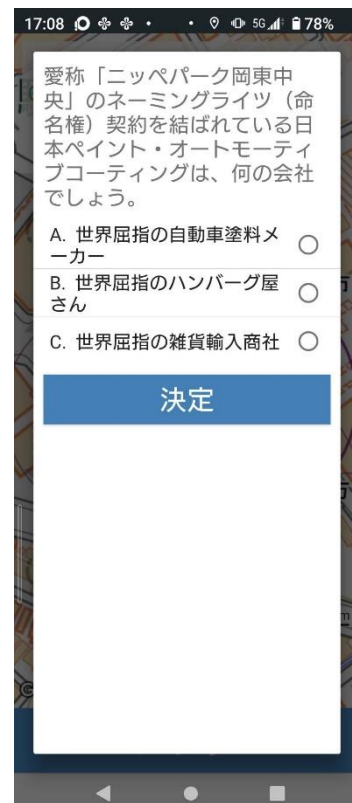 17:08 5G 78%
愛称「ニッペパーク岡東中
央」のネーミングライツ（命
名権）契約を結ばれている日
本ペイント・オートモーティ
ブコーティングは、何の会社
でしょう。
A. 世界屈指の自動車塗料メ
ーカー
B. 世界屈指のハンバーグ屋
さん
C. 世界屈指の雑貨輸入商社
決定